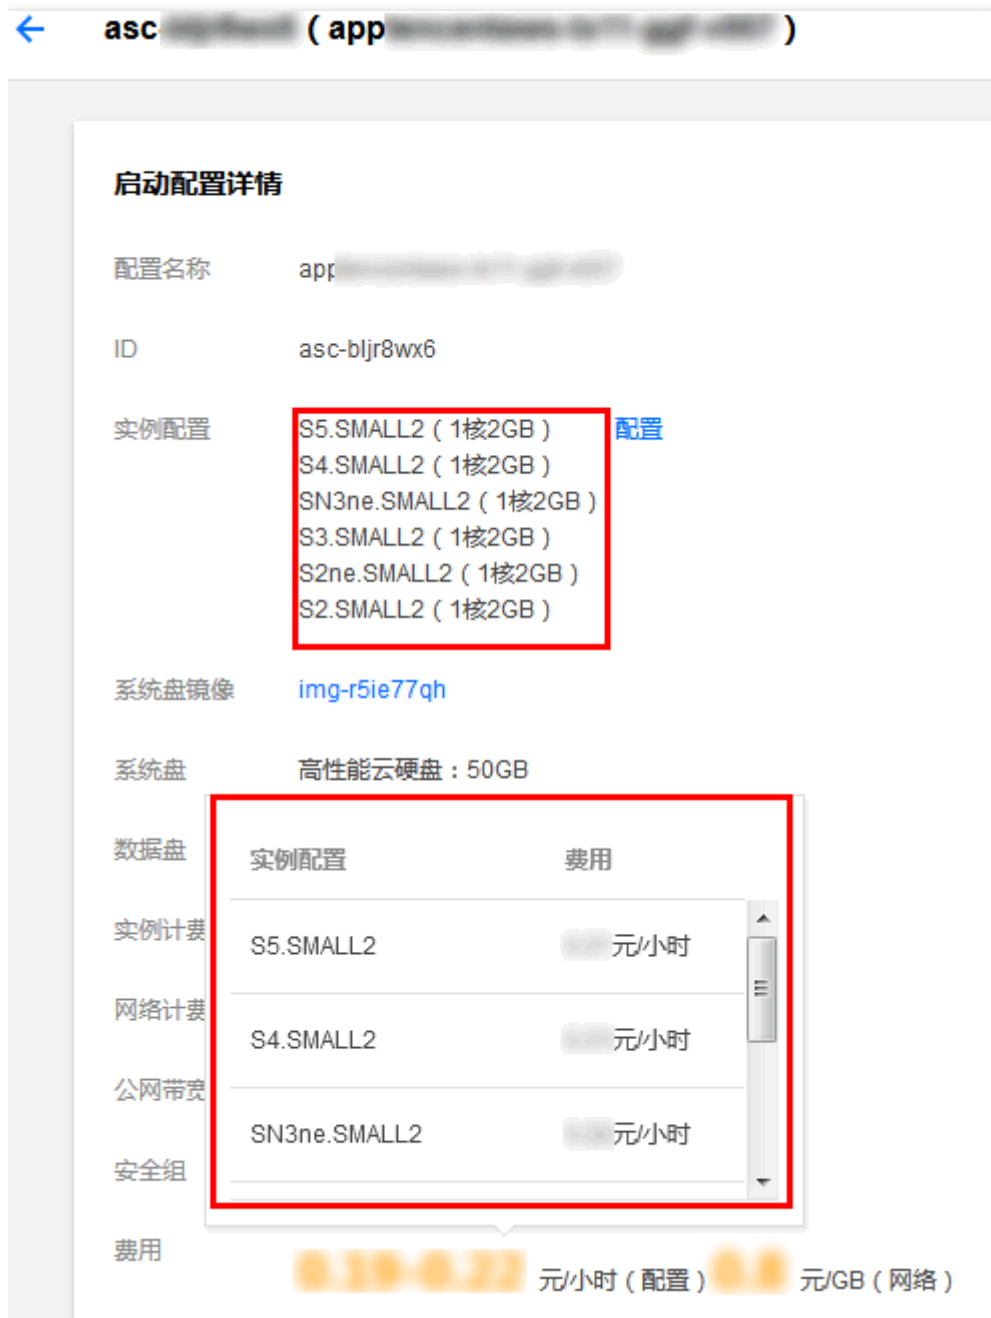 asc （app ）
启动配置详情
配置名称 app
ID asc-bljr8wx6
实例配置 S5.SMALL2（1核2GB） 配置
S4.SMALL2（1核2GB）
SN3ne.SMALL2（1核2GB）
S3.SMALL2（1核2GB）
S2ne.SMALL2（1核2GB）
S2.SMALL2（1核2GB）
系统盘镜像 img-r5ie77qh
系统盘 高性能云硬盘：50GB
数据盘
实例配置 费用
实例计费
S5.SMALL2 元/小时
网络计费
S4.SMALL2 元/小时
公网带宽
SN3ne.SMALL2 元/小时
安全组
费用 0.19-0.22 元/小时（配置）0.8 元/GB（网络）